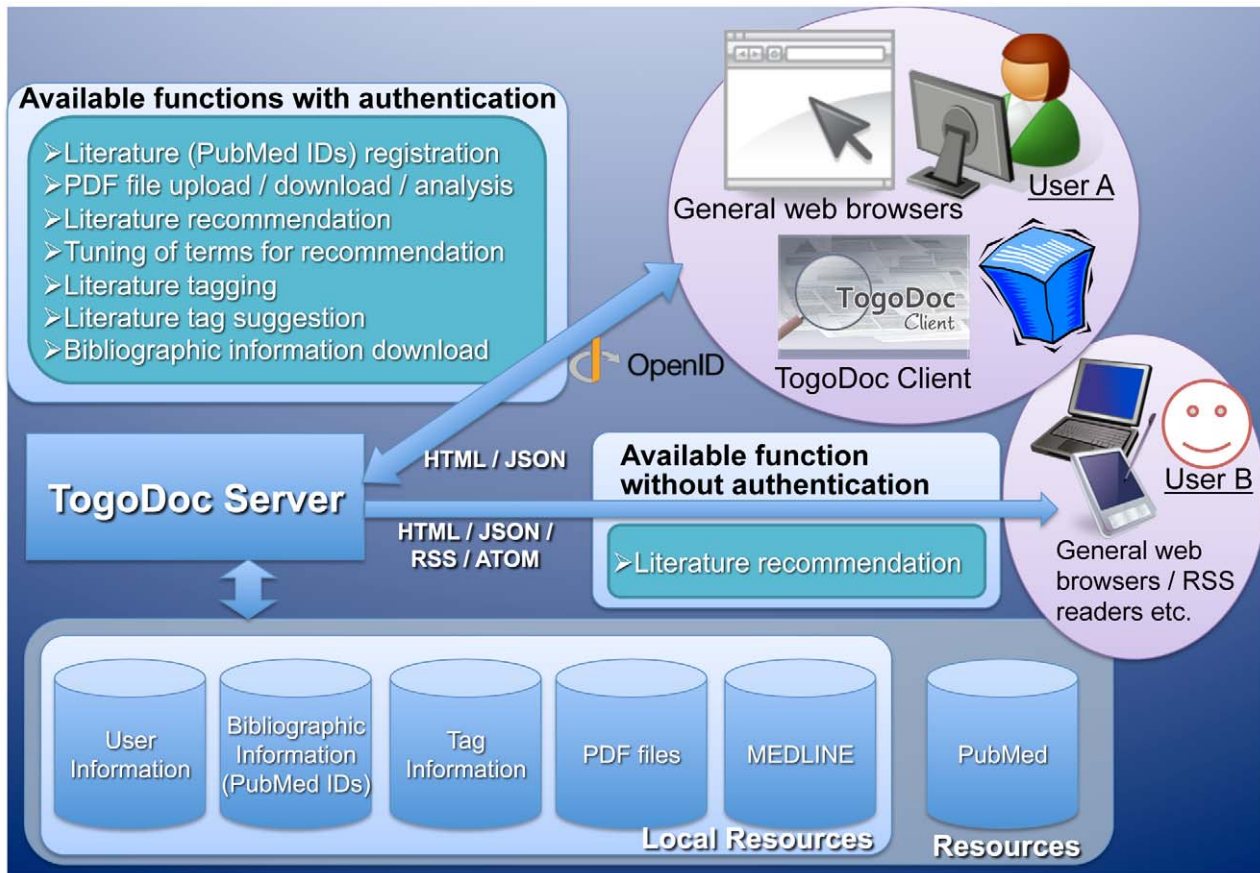 Available functions with authentication
➢Literature (PubMed IDs) registration
➢PDF file upload / download / analysis
➢Literature recommendation
➢Tuning of terms for recommendation
➢Literature tagging
➢Literature tag suggestion
➢Bibliographic information download
General web browsers
User A
TogoDoc
Client
TogoDoc Client
OpenID
TogoDoc Server
HTML / JSON
HTML / JSON /
RSS / ATOM
Available function
without authentication
➢Literature recommendation
User B
General web
browsers / RSS
readers etc.
User
Information
Bibliographic
Information
(PubMed IDs)
Tag
Information
PDF files
MEDLINE
PubMed
Local Resources
Resources